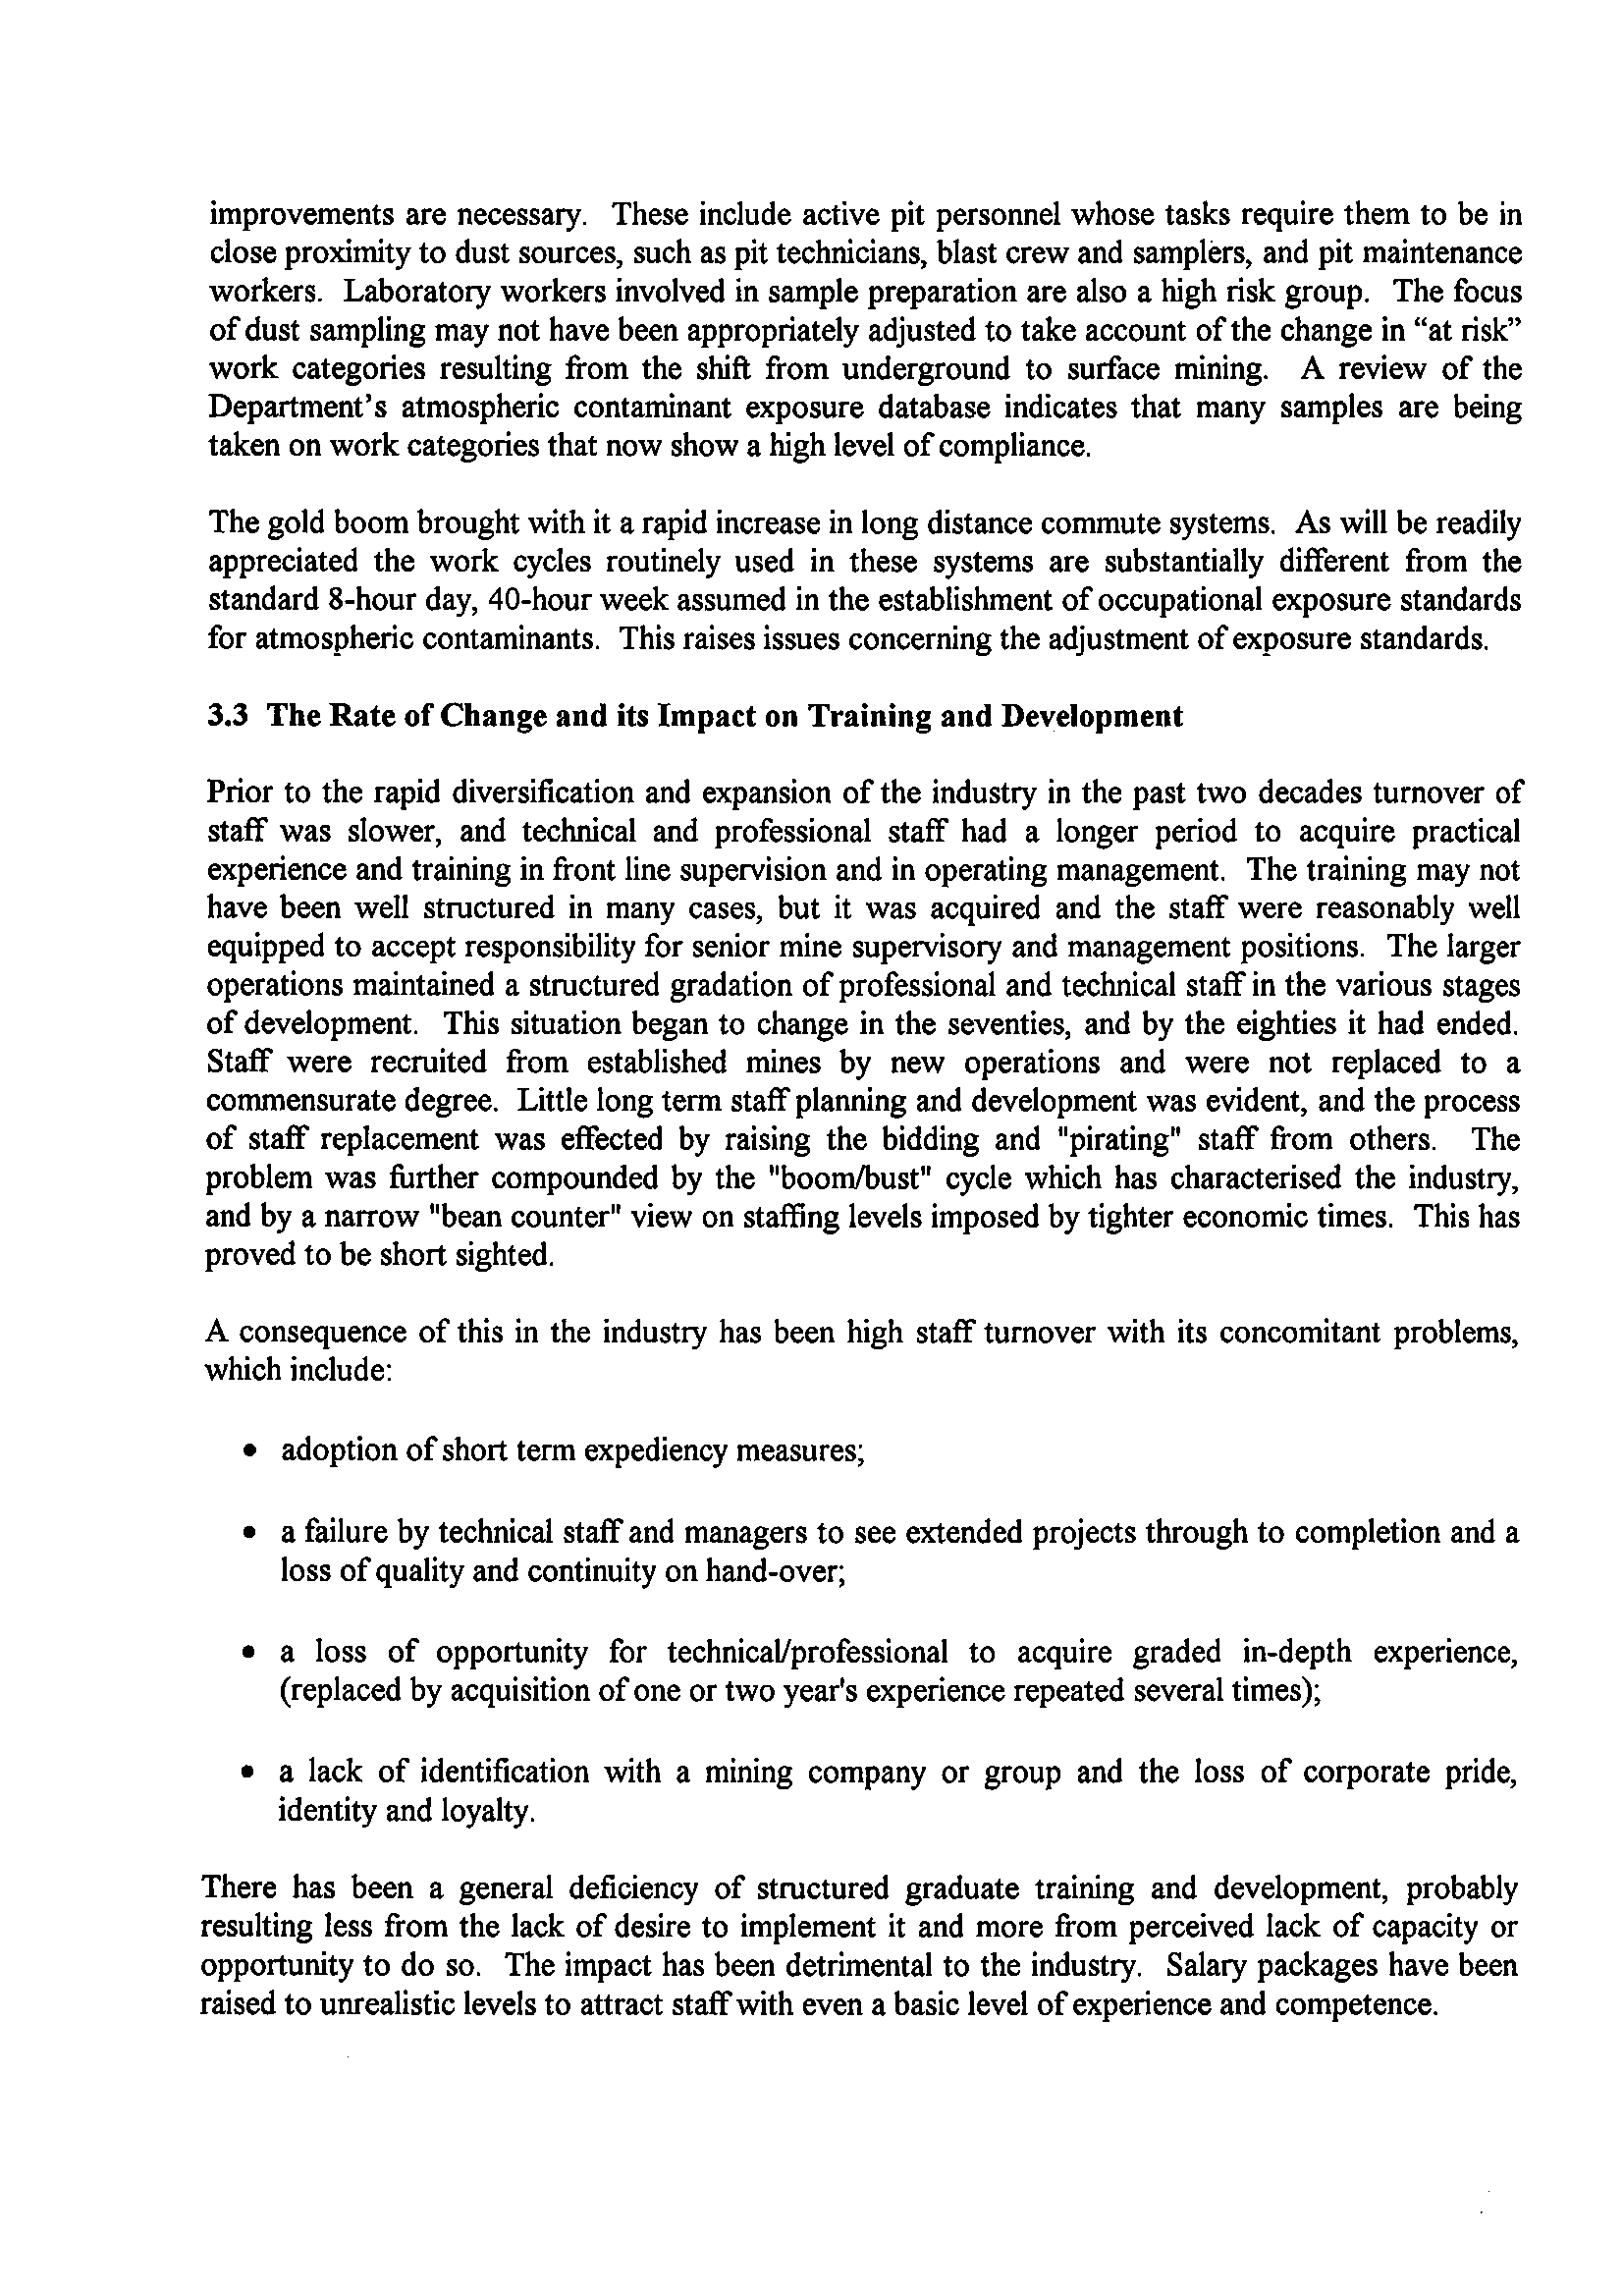 improvements are necessary. These include active pit personnel whose tasks require them to be in
close proximity to dust sources, such as pit technicians, blast crew and samplers, and pit maintenance
workers. Laboratory workers involved in sample preparation are also a high risk group. The focus
of dust sampling may not have been appropriately adjusted to take account of the change in “at risk”
work categories resulting from the shift from underground to surface mining. A review of the
Department’s atmospheric contaminant exposure database indicates that many samples are being
taken on work categories that now show a high level of compliance.
The gold boom brought with it a rapid increase in long distance commute systems. As will be readily
appreciated the work cycles routinely used in these systems are substantially different from the
standard 8-hour day, 40-hour week assumed in the establishment of occupational exposure standards
for atmospheric contaminants. This raises issues concerning the adjustment of exposure standards.
3.3 The Rate of Change and its Impact on Training and Development
Prior to the rapid diversification and expansion of the industry in the past two decades turnover of
staff was slower, and technical and professional staff had a longer period to acquire practical
experience and training in front line supervision and in operating management. The training may not
have been well structured in many cases, but it was acquired and the staff were reasonably well
equipped to accept responsibility for senior mine supervisory and management positions. The larger
operations maintained a structured gradation of professional and technical staff in the various stages
of development. This situation began to change in the seventies, and by the eighties it had ended.
Staff were recruited from established mines by new operations and were not replaced to a
commensurate degree. Little long term staff planning and development was evident, and the process
of staff replacement was effected by raising the bidding and "pirating" staff from others. The
problem was further compounded by the "boom/bust" cycle which has characterised the industry,
and by a narrow "bean counter" view on staffing levels imposed by tighter economic times. This has
proved to be short sighted.
A consequence of this in the industry has been high staff turnover with its concomitant problems,
which include:
• adoption of short term expediency measures;
• a failure by technical staff and managers to see extended projects through to completion and a
loss of quality and continuity on hand-over;
• a loss of opportunity for technical/professional to acquire graded in-depth experience,
(replaced by acquisition of one or two year's experience repeated several times);
• a lack of identification with a mining company or group and the loss of corporate pride,
identity and loyalty.
There has been a general deficiency of structured graduate training and development, probably
resulting less from the lack of desire to implement it and more from perceived lack of capacity or
opportunity to do so. The impact has been detrimental to the industry. Salary packages have been
raised to unrealistic levels to attract staff with even a basic level of experience and competence.